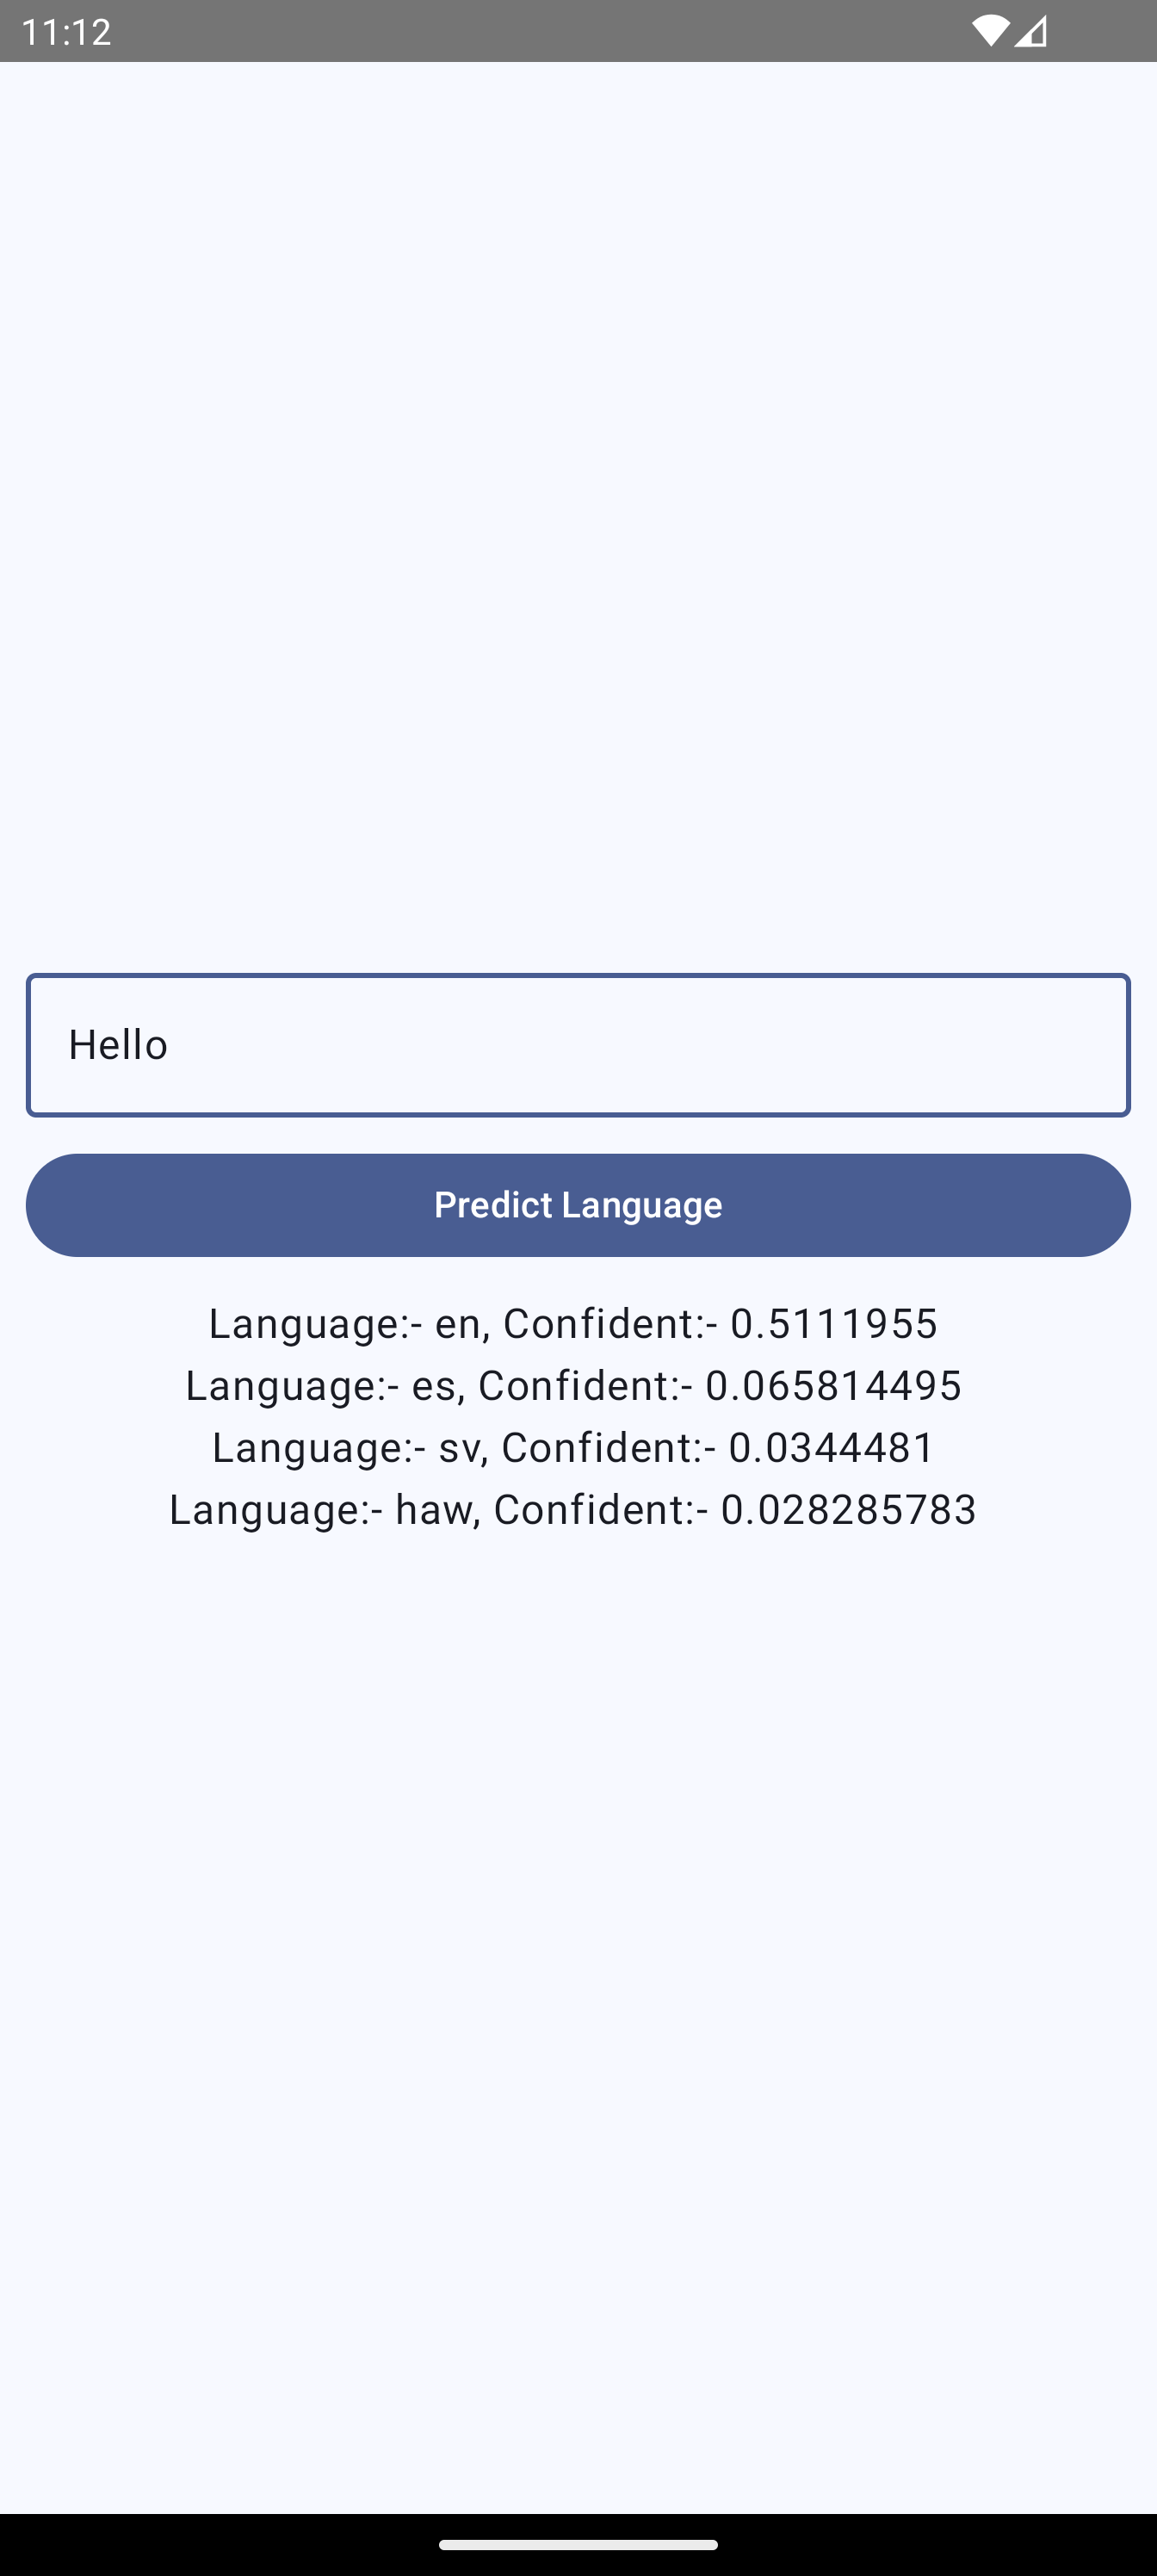 11:12
Hello
Predict Language
Language:- en, Confident:- 0.5111955
Language:- es, Confident:- 0.065814495
Language:- sv, Confident:- 0.0344481
Language:- haw, Confident:- 0.028285783